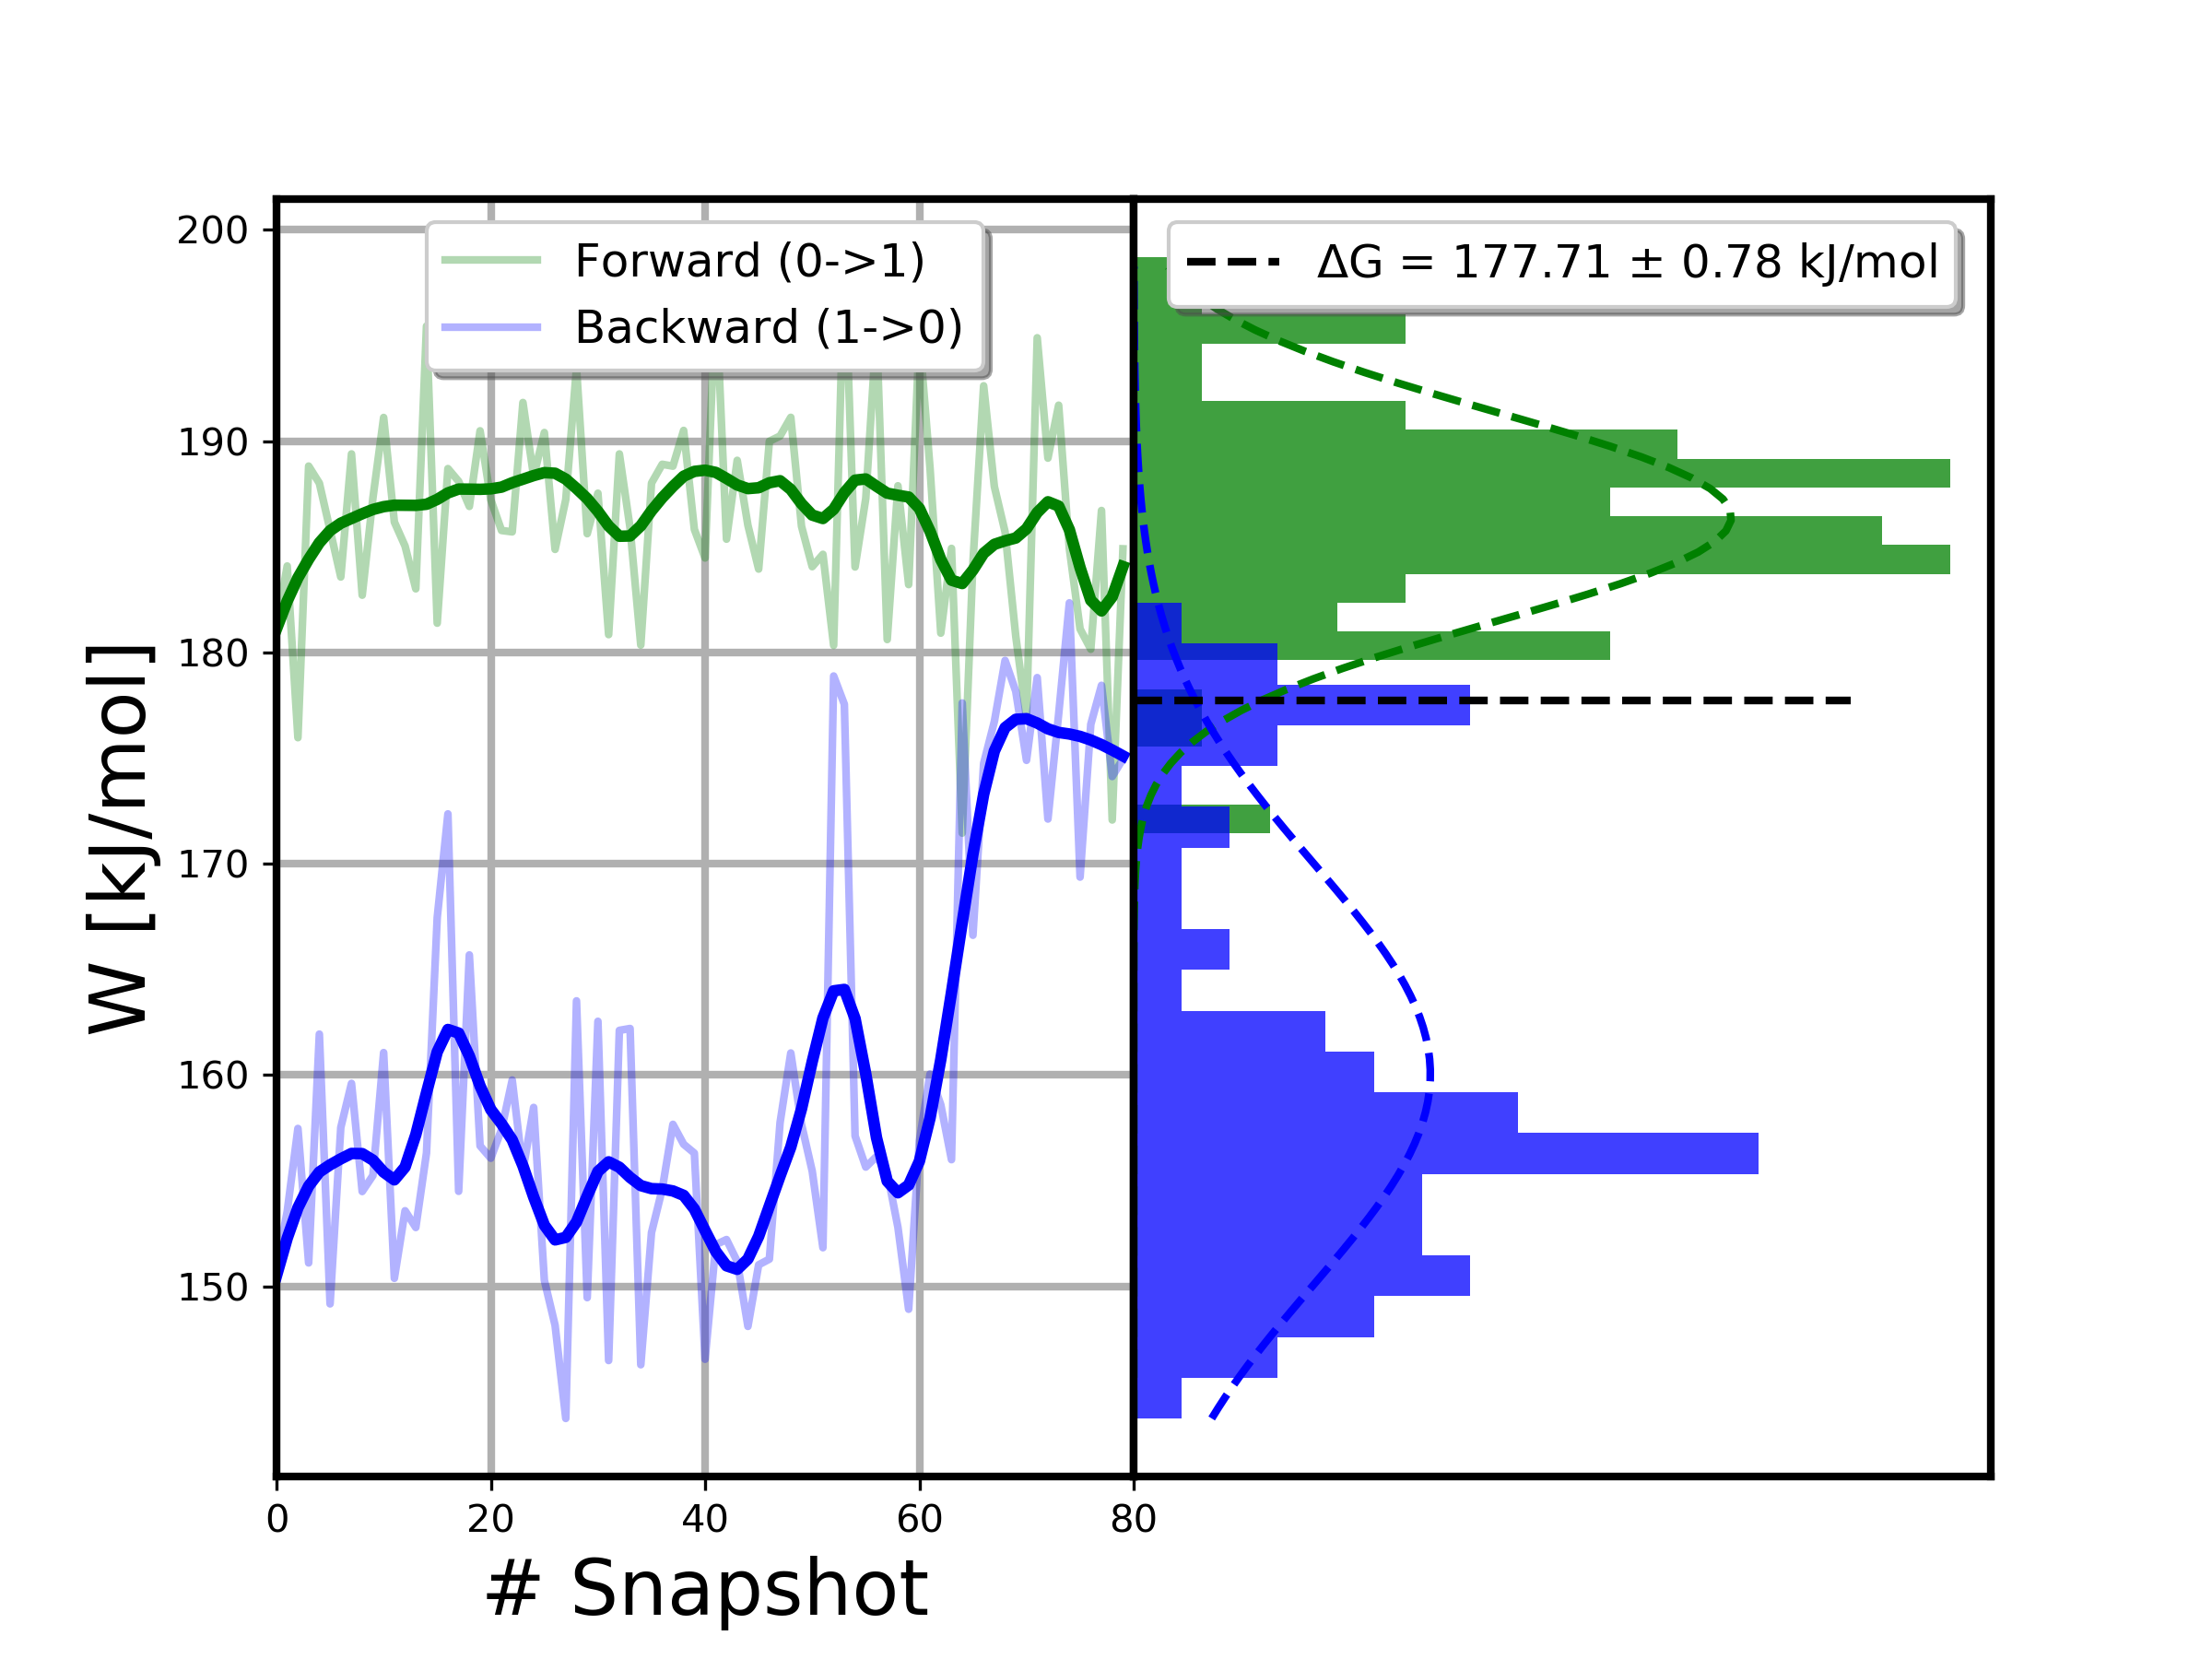 Forward (0->1)
Backward (1->0)
ΔG = 177.71 ± 0.78 kJ/mol
W [kJ/mol]
200
190
180
170
160
150
0 20 40 60 80
# Snapshot